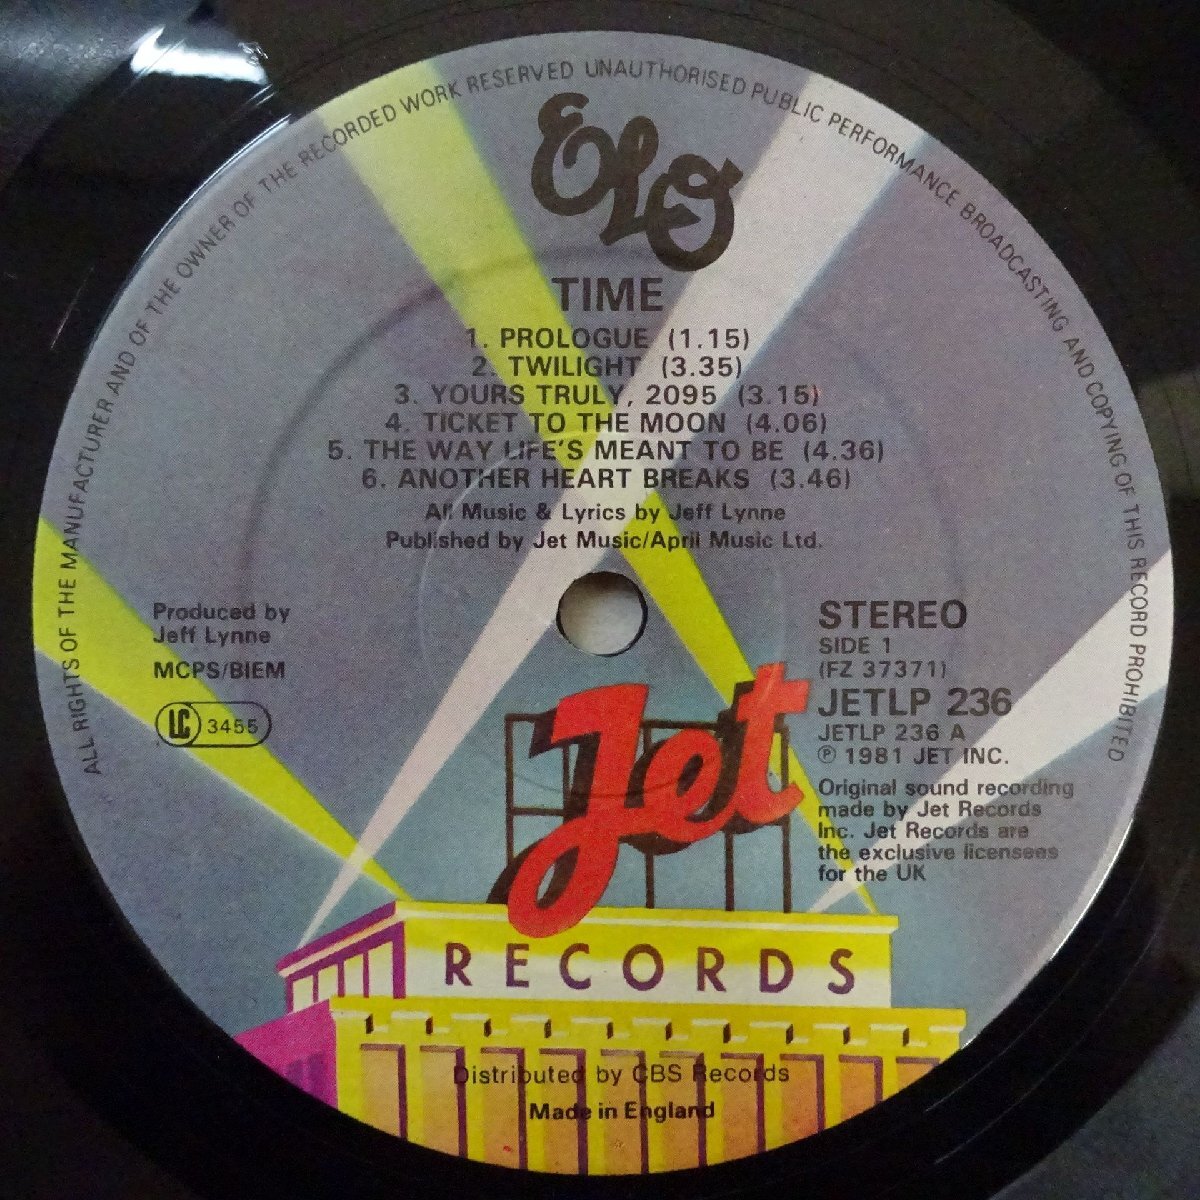 ALL RIGHTS OF THE MANUFACTURER AND OF THE OWNER OF THE RECORDED WORK RESERVED UNAUTHORISED PUBLIC PERFORMANCE BROADCASTING AND COPYING OF THIS RECORD PROHIBITED
ELO
TIME
1. PROLOGUE (1.15)
2. TWILIGHT (3.35)
3. YOURS TRULY, 2095 (3.15)
4. TICKET TO THE MOON (4.06)
5. THE WAY LIFE'S MEANT TO BE (4.36)
6. ANOTHER HEART BREAKS (3.46)
All Music & Lyrics by Jeff Lynne
Published by Jet Music/April Music Ltd.
Produced by
Jeff Lynne
MCPS/BIEM
LC 3455
STEREO
SIDE 1
(FZ 37371)
JETLP 236
JETLP 236 A
℗ 1981 JET INC.
Original sound recording
made by Jet Records
Inc. Jet Records are
the exclusive licensees
for the UK
Jet
RECORDS
Distributed by CBS Records
Made in England